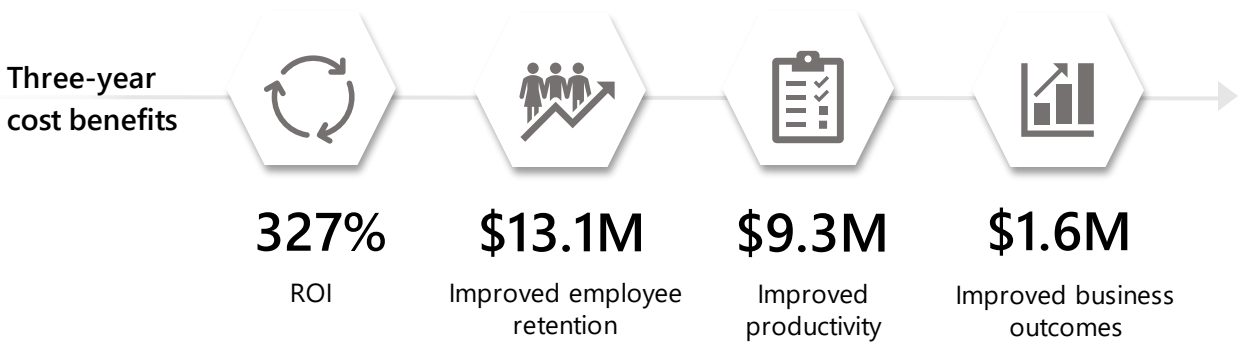 Three-year
cost benefits
327%
ROI
$13.1M
Improved employee
retention
$9.3M
Improved
productivity
$1.6M
Improved business
outcomes